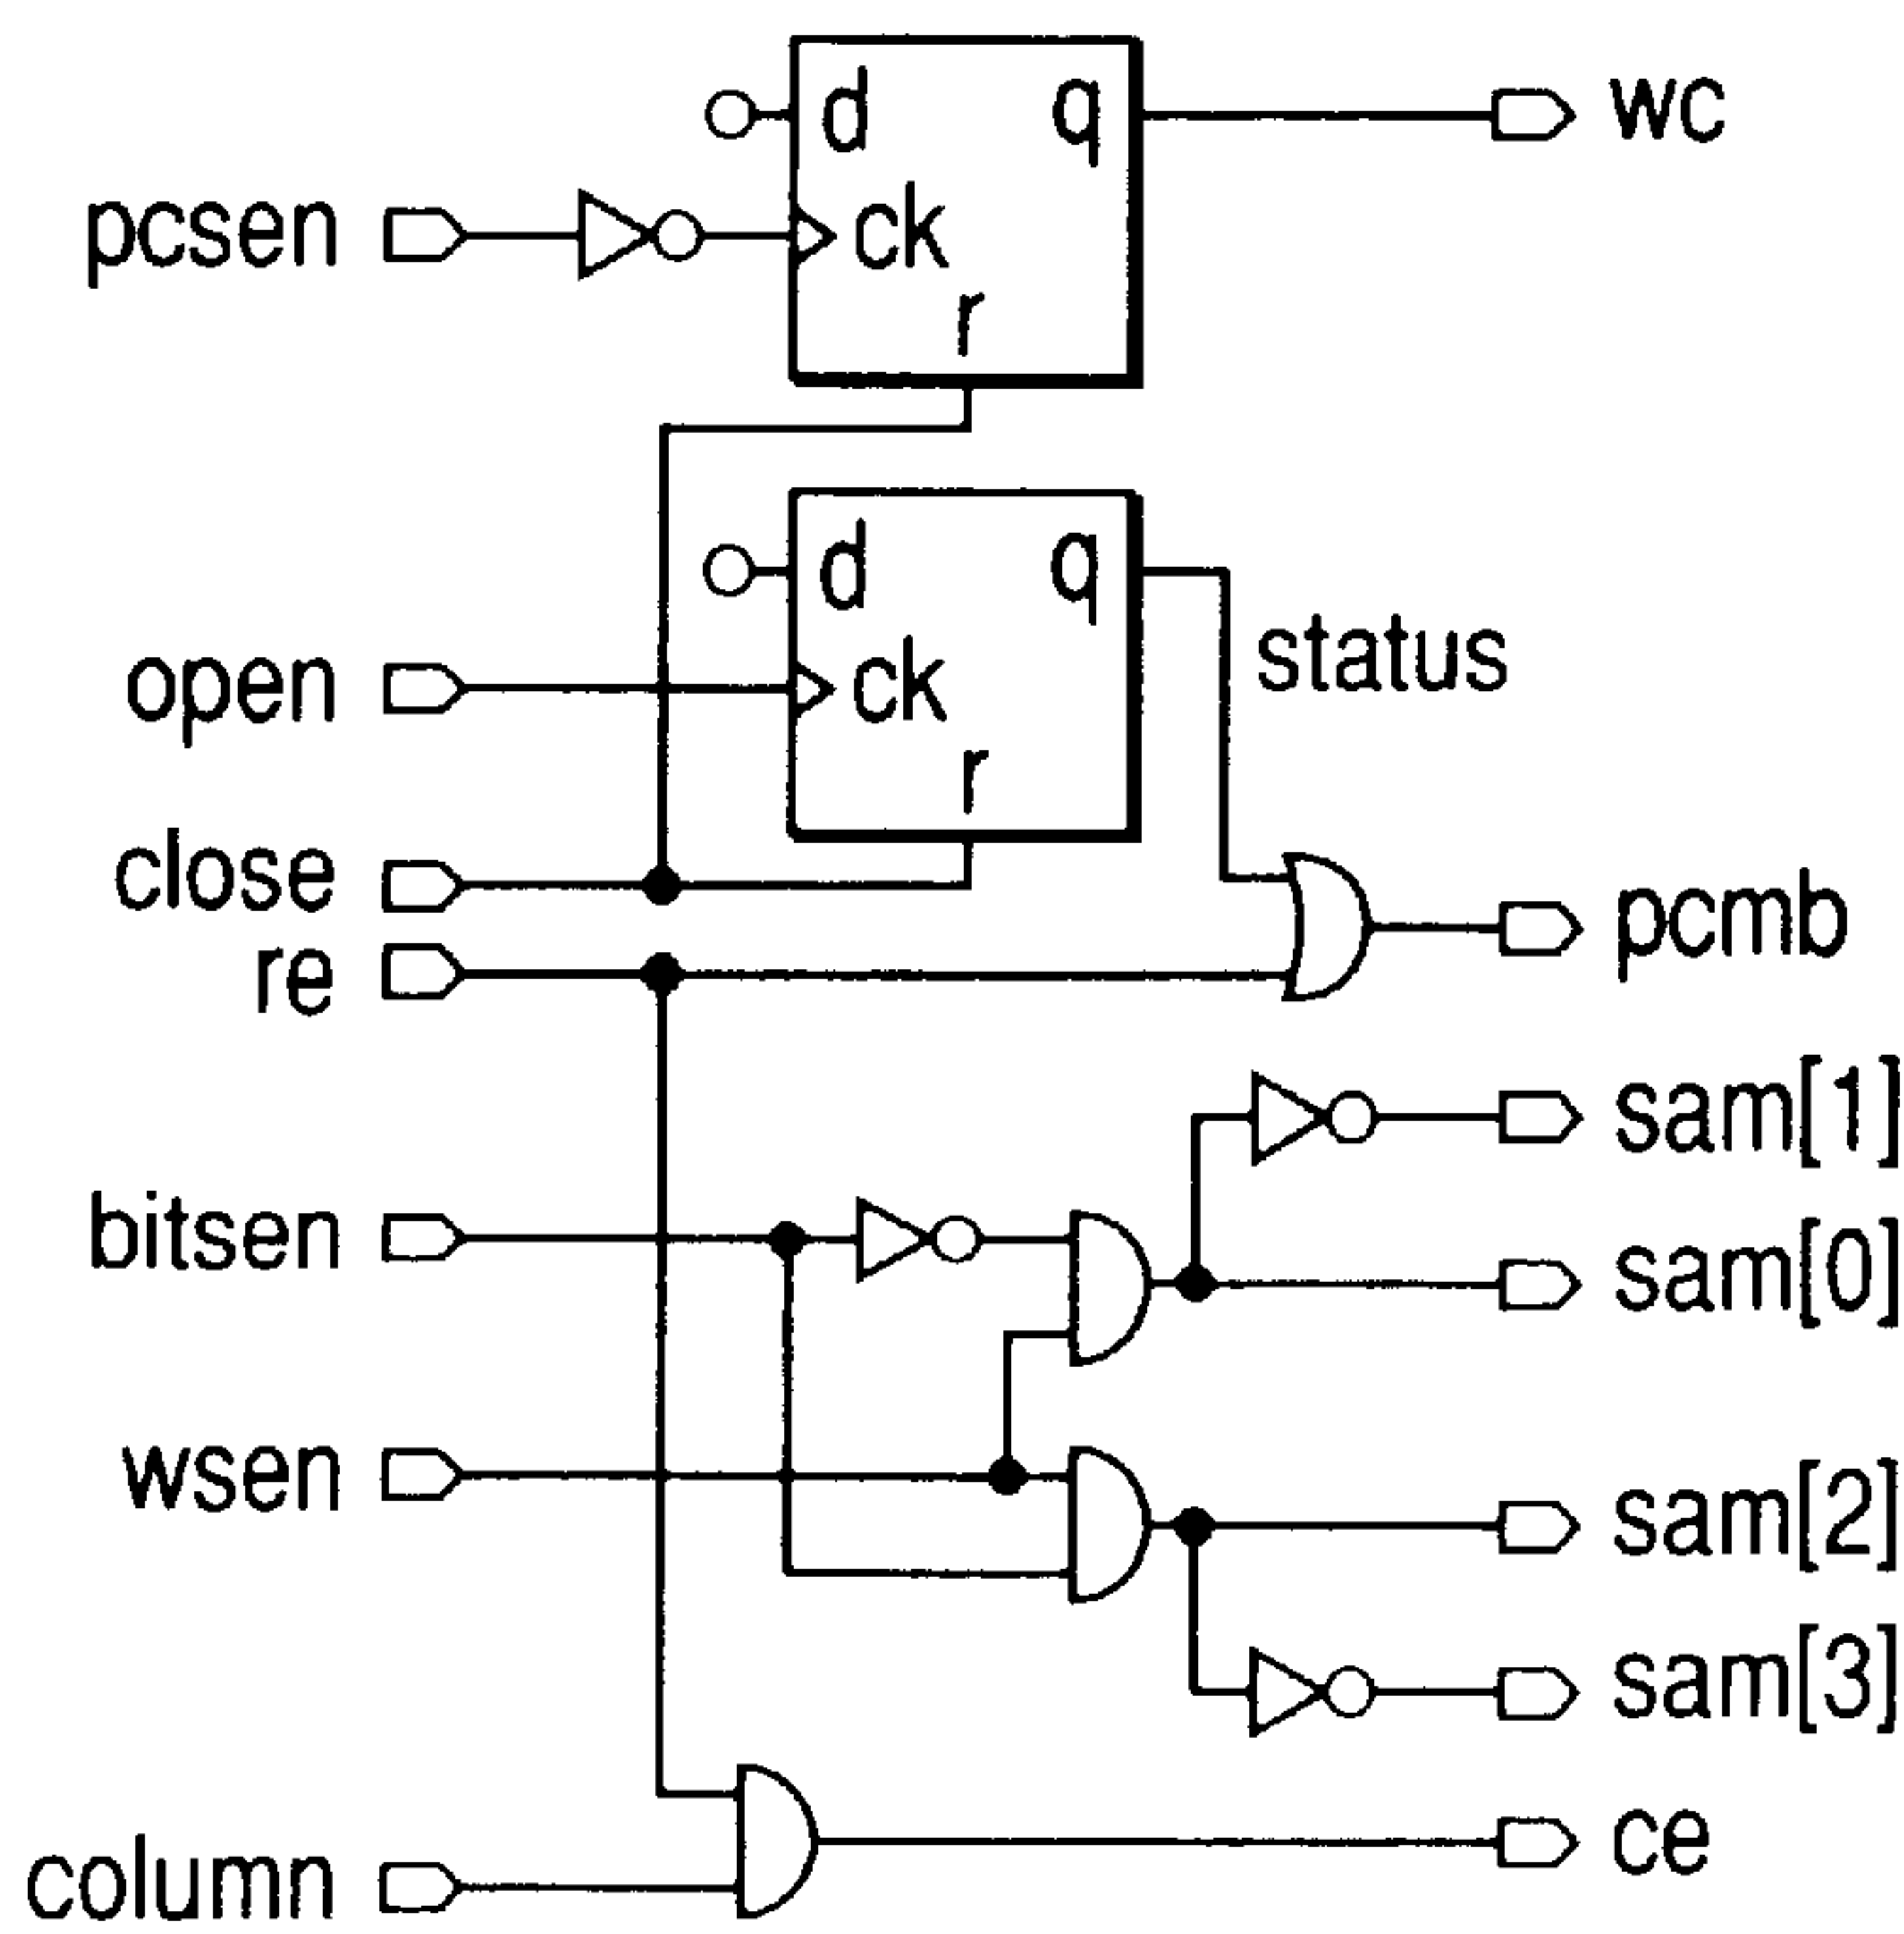 d q wc
pcsen ck
r
d q
open ck status
r
close
re pcmb
sam[1]
bitsen sam[0]
wsen sam[2]
sam[3]
column ce